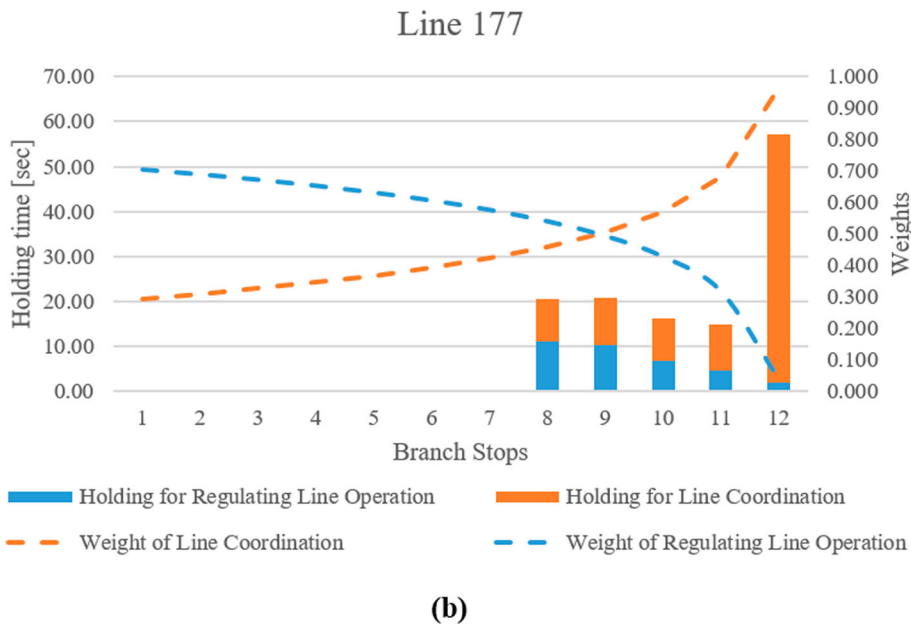 Line 177
70.00
60.00
50.00
40.00
30.00
20.00
10.00
0.00
Holding time [sec]
1.000
0.900
0.800
0.700
0.600
0.500
0.400
0.300
0.200
0.100
0.000
Weights
1 2 3 4 5 6 7 8 9 10 11 12
Branch Stops
Holding for Regulating Line Operation
Holding for Line Coordination
Weight of Line Coordination
Weight of Regulating Line Operation
(b)